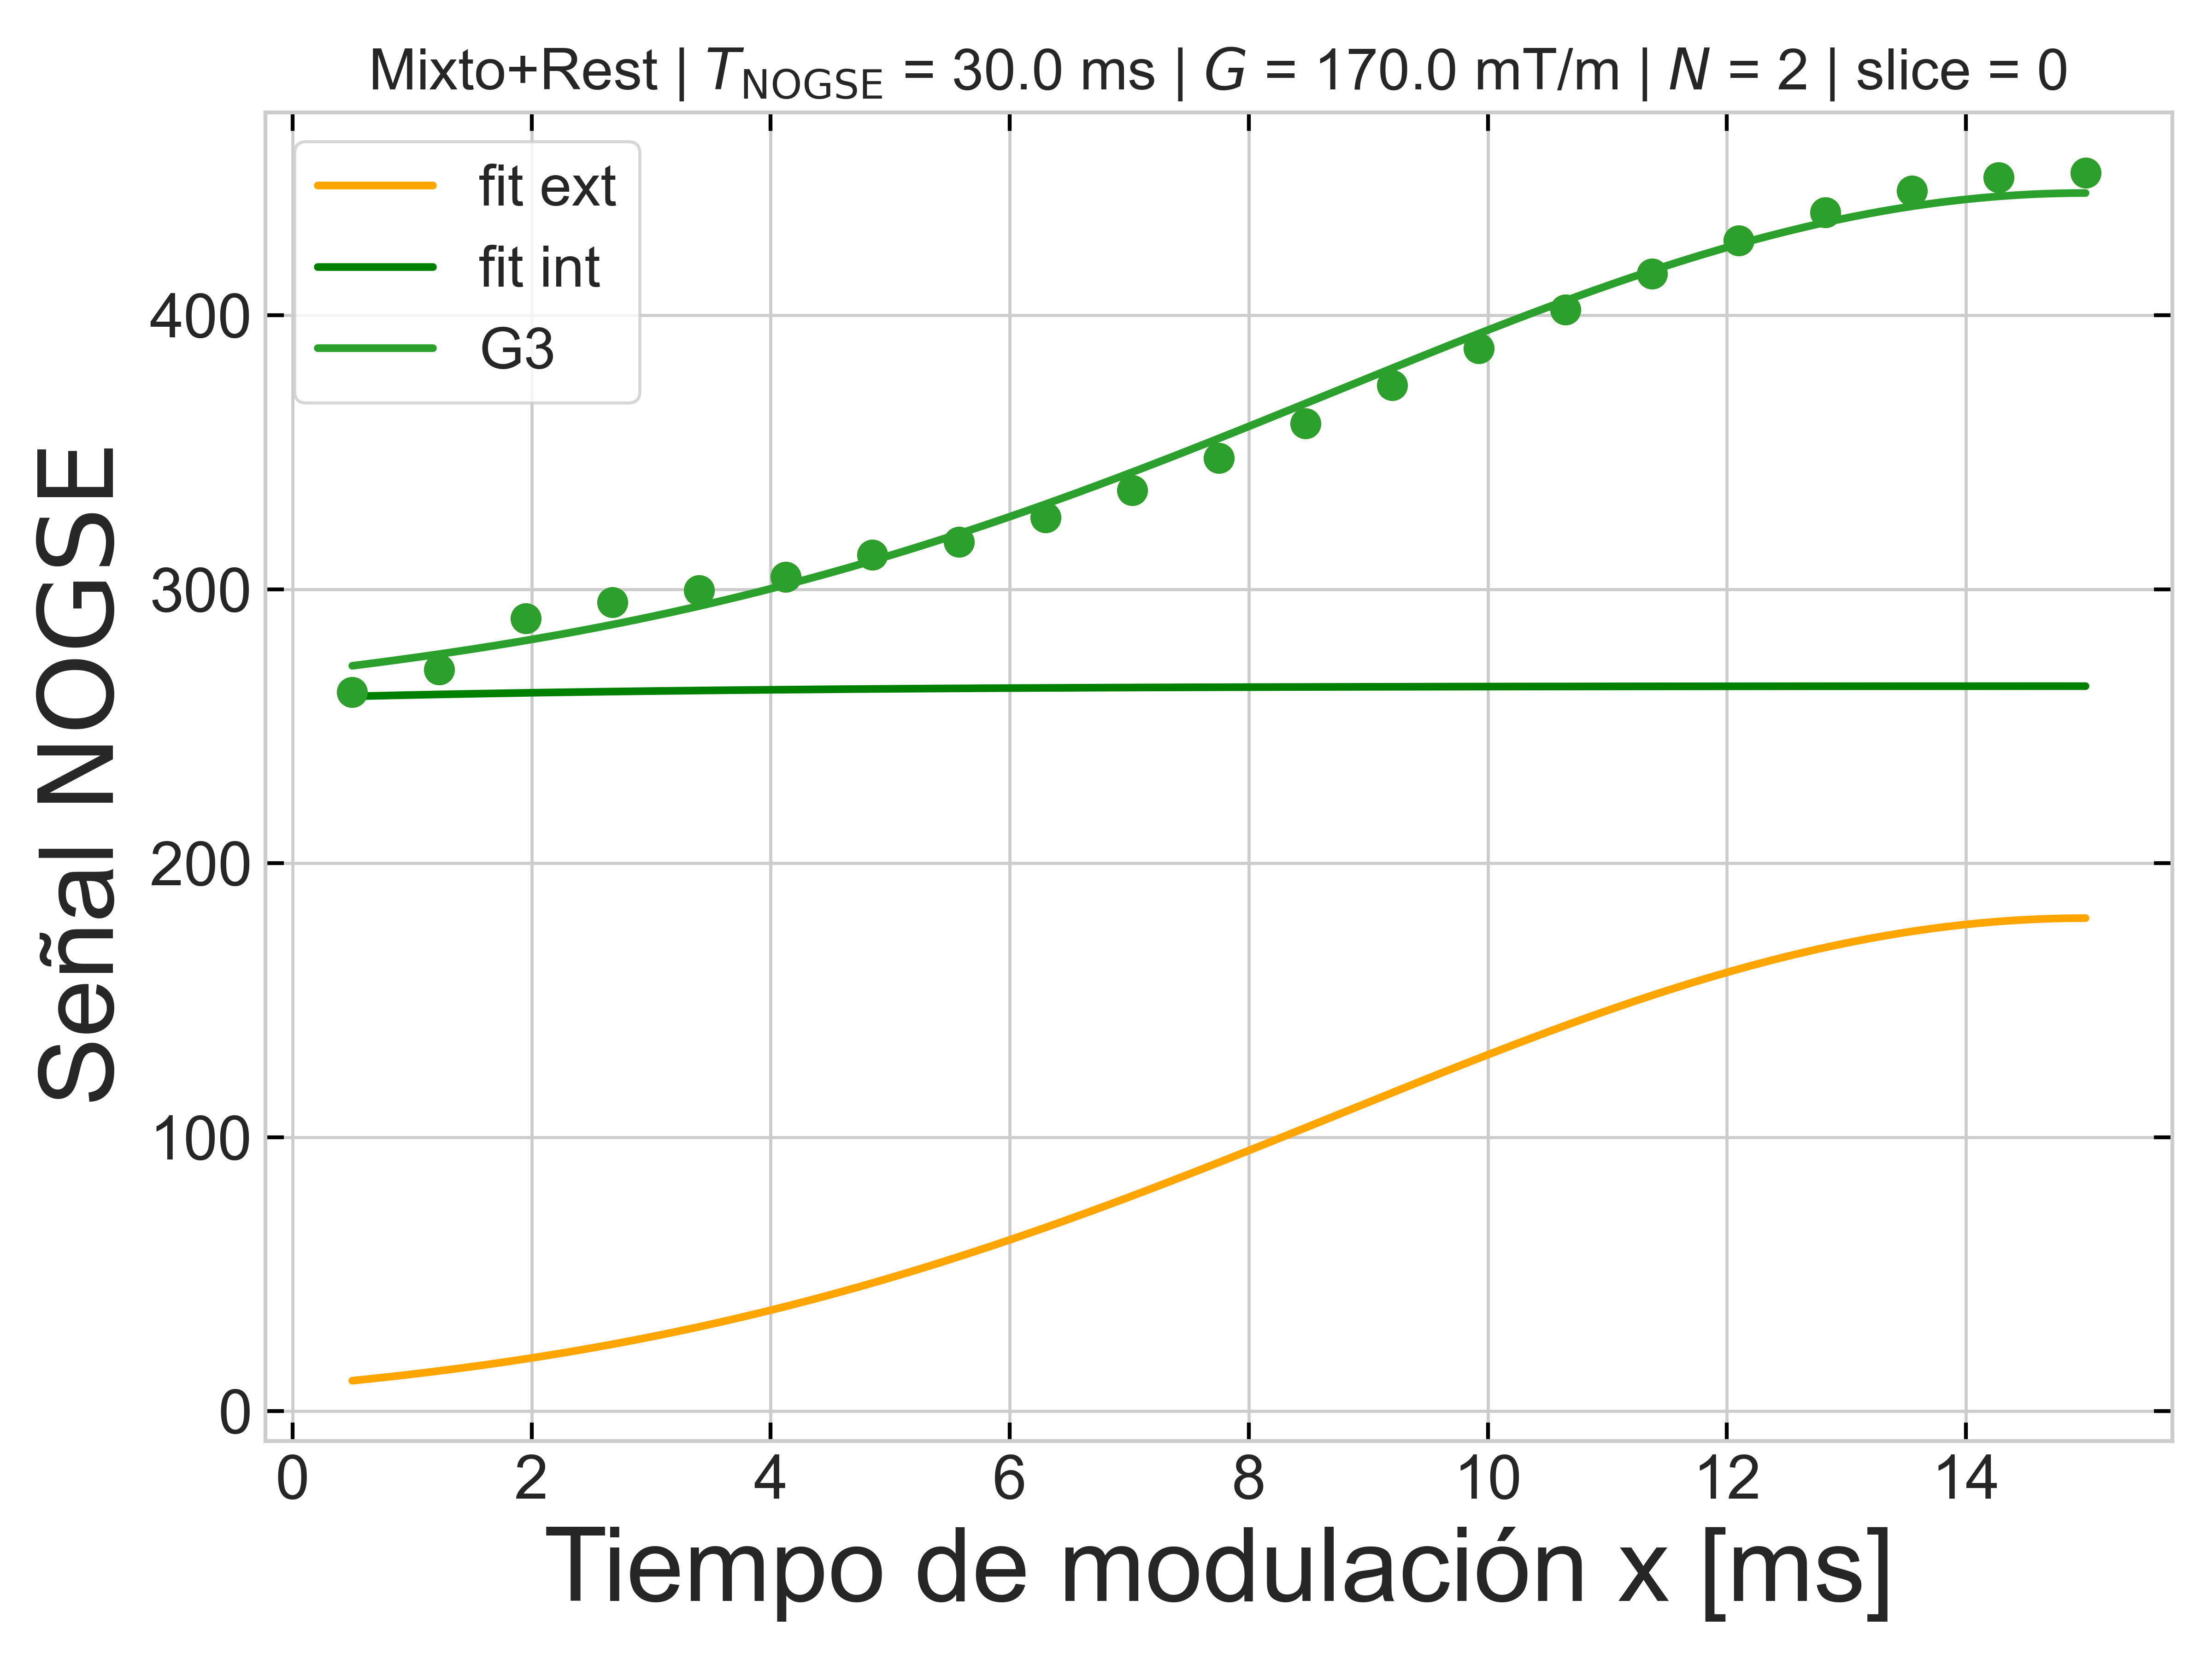 Mixto+Rest | T_NOGSE = 30.0 ms | G = 170.0 mT/m | N = 2 | slice = 0
fit ext
fit int
G3
Señal NOGSE
400
300
200
100
0
0 2 4 6 8 10 12 14
Tiempo de modulación x [ms]